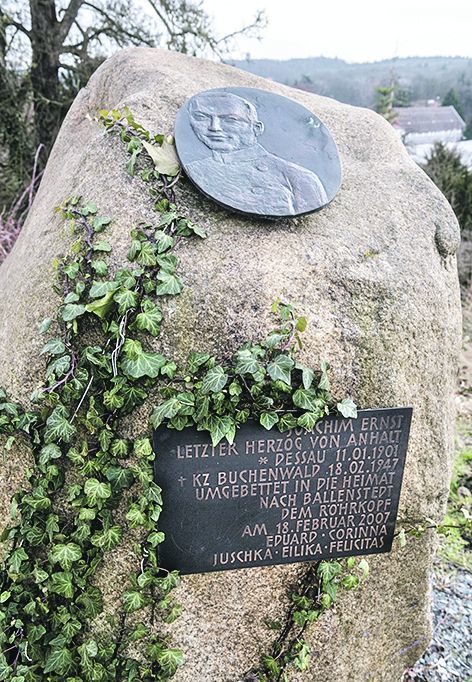 CHIM ERNST
LETZTER HERZOG VON ANHALT
* DESSAU 11.01.1901
† KZ BUCHENWALD 18.02.1947
UMGEBETTET IN DIE HEIMAT
NACH BALLENSTEDT
DEM ROHRKOPF
AM 18. FEBRUAR 2007
EDUARD · CORINNA
JUSCHKA · EILIKA · FELICITAS